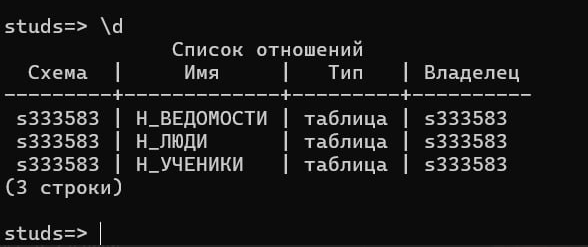 studs=> \d
Список отношений
Схема | Имя | Тип | Владелец
---------+-------------+---------+----------
s333583 | Н_ВЕДОМОСТИ | таблица | s333583
s333583 | Н_ЛЮДИ | таблица | s333583
s333583 | Н_УЧЕНИКИ | таблица | s333583
(3 строки)
studs=>